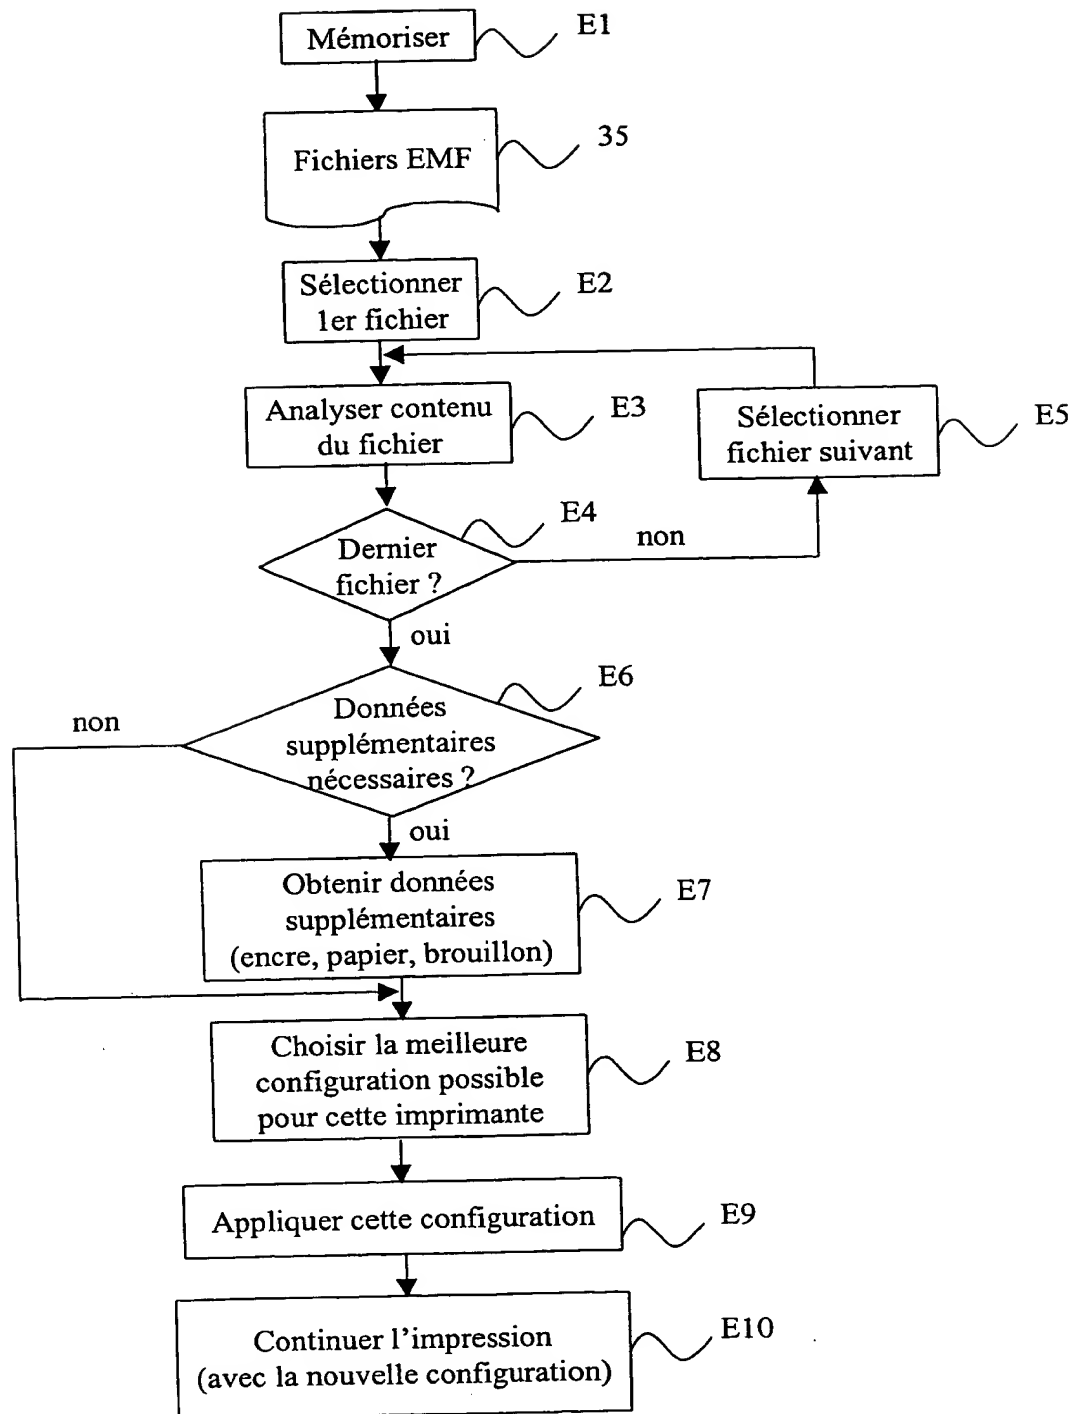 Mémoriser
E1
Fichiers EMF
35
Sélectionner
1er fichier
E2
Analyser contenu
du fichier
E3
Sélectionner
fichier suivant
E5
Dernier
fichier ?
E4
non
oui
Données
supplémentaires
nécessaires ?
E6
non
oui
Obtenir données
supplémentaires
(encre, papier, brouillon)
E7
Choisir la meilleure
configuration possible
pour cette imprimante
E8
Appliquer cette configuration
E9
Continuer l'impression
(avec la nouvelle configuration)
E10